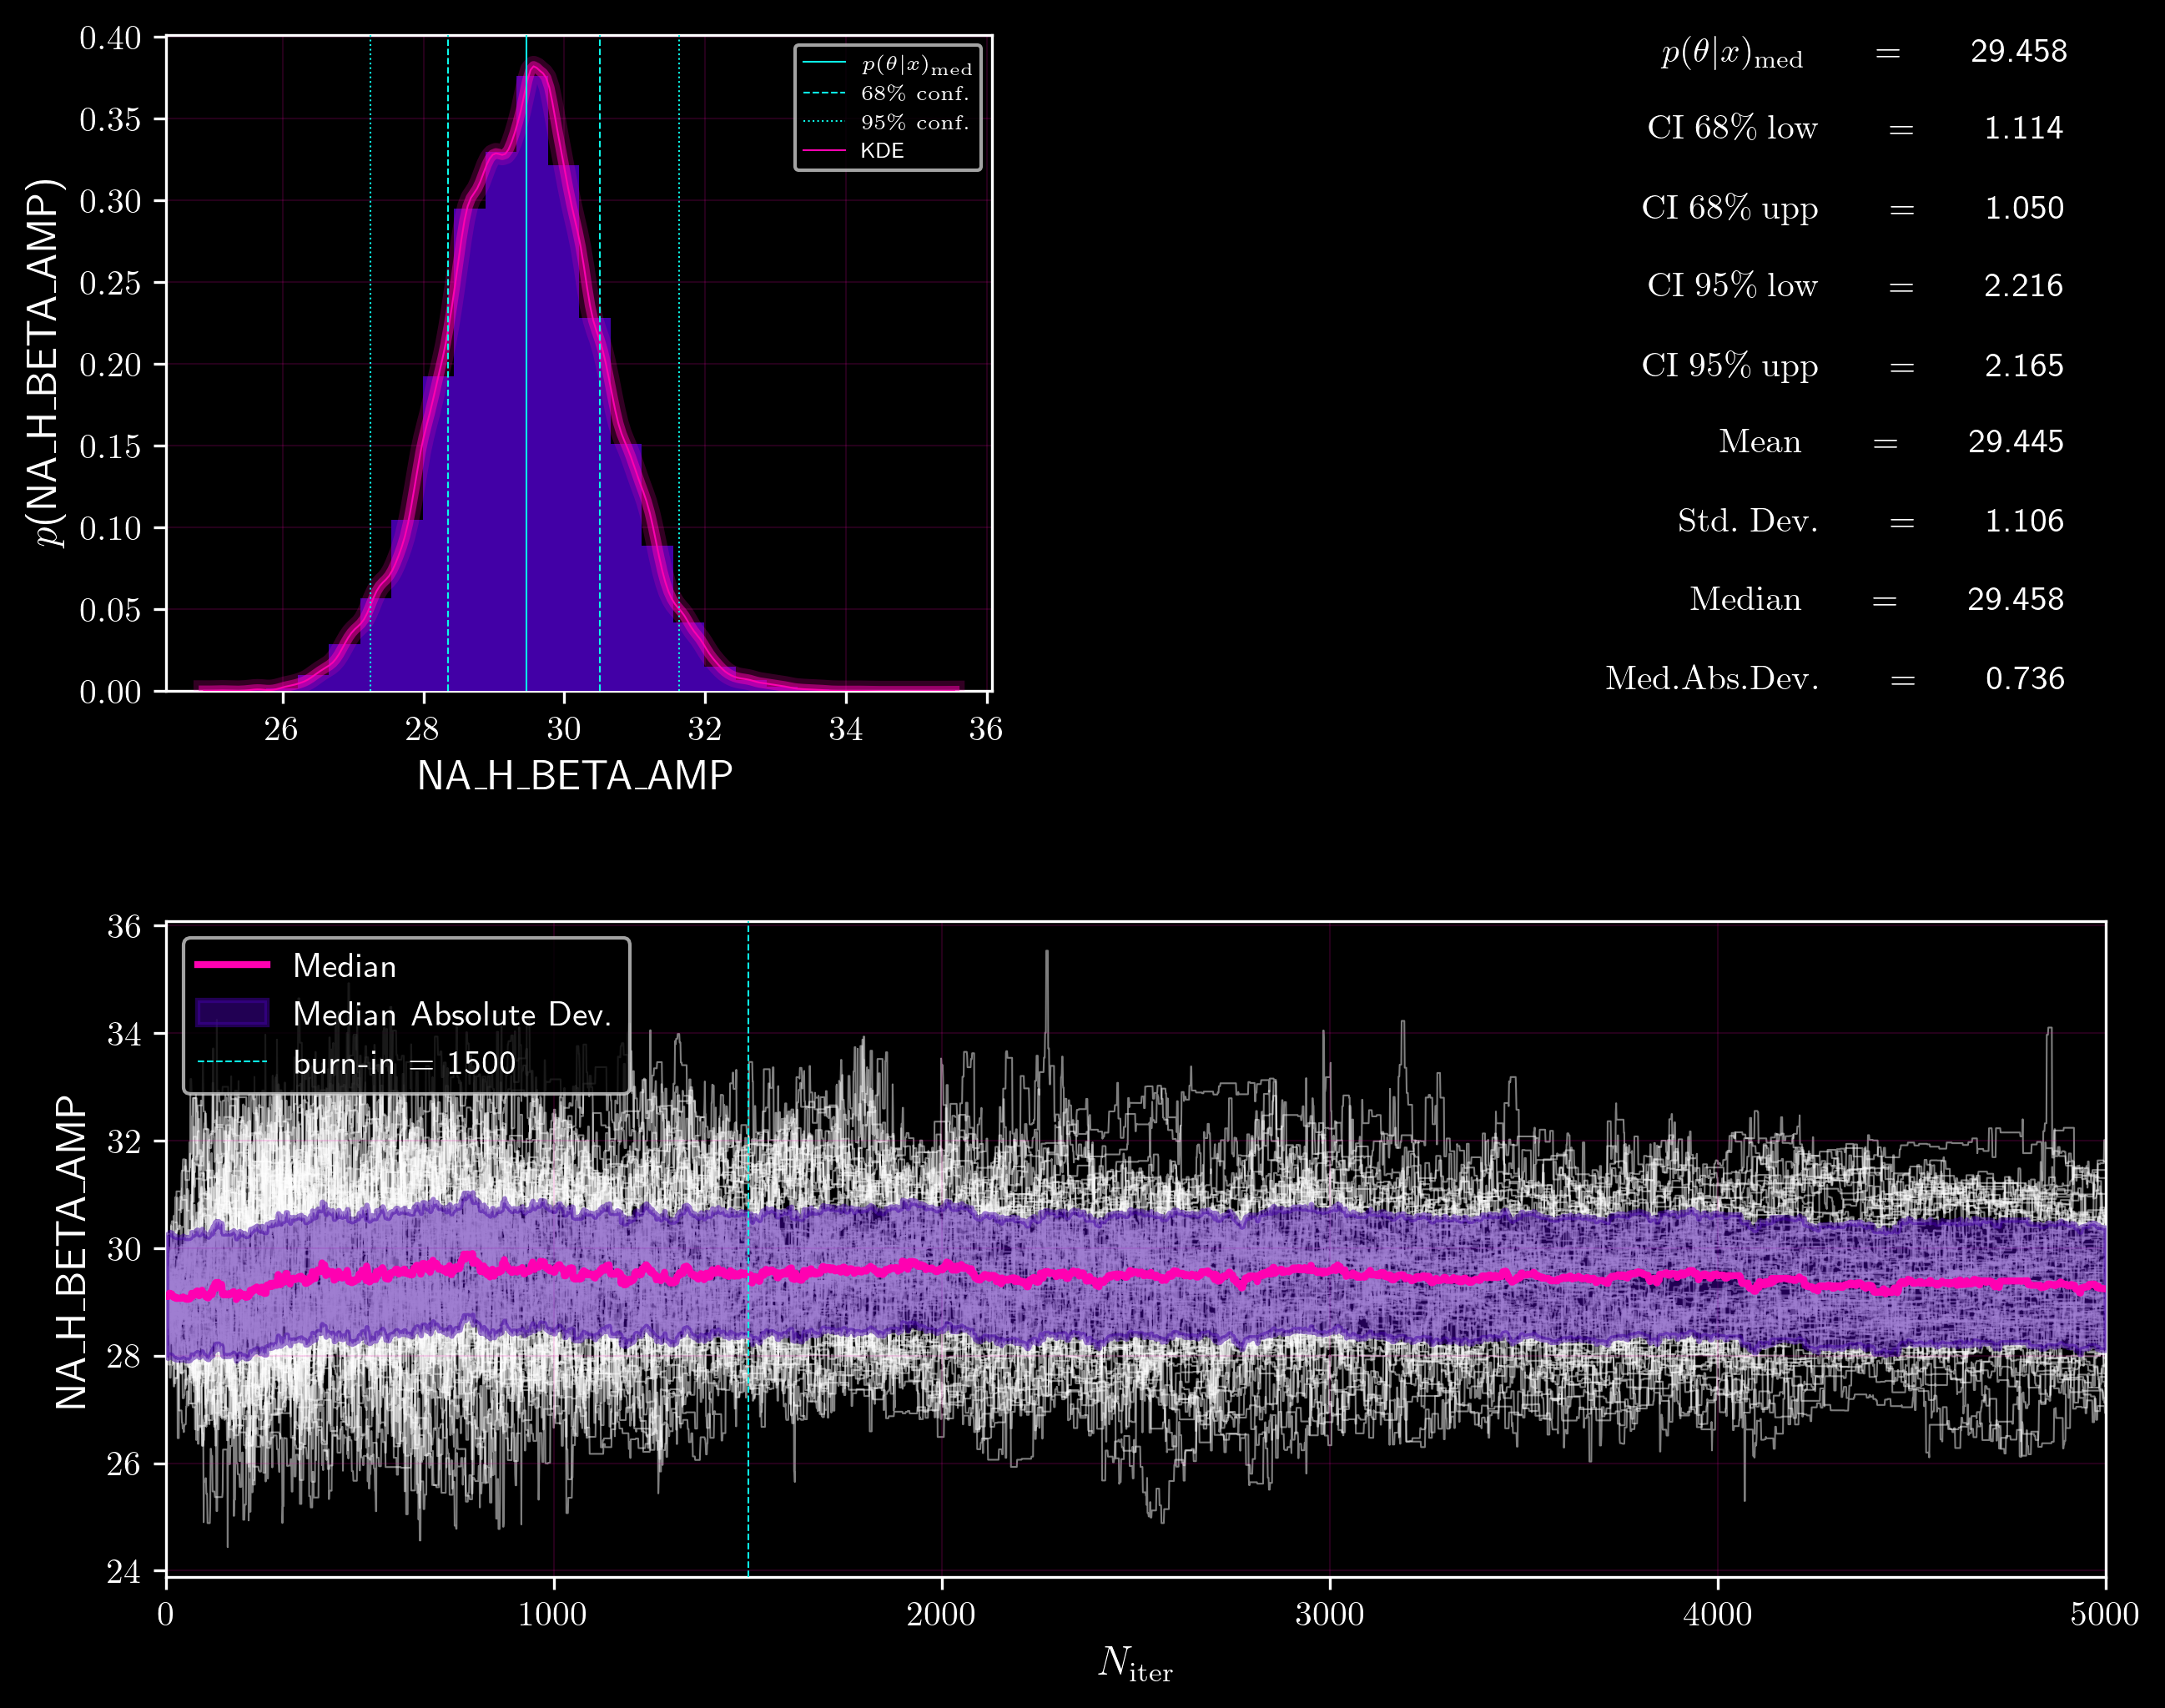 0.40
0.35
0.30
0.25
0.20
0.15
0.10
0.05
0.00
p(NA_H_BETA_AMP)
26 28 30 32 34 36
NA_H_BETA_AMP
p(θ|x)med
68% conf.
95% conf.
KDE
p(θ|x)med = 29.458
CI 68% low = 1.114
CI 68% upp = 1.050
CI 95% low = 2.216
CI 95% upp = 2.165
Mean = 29.445
Std. Dev. = 1.106
Median = 29.458
Med.Abs.Dev. = 0.736
36
34
32
30
28
26
24
NA_H_BETA_AMP
Median
Median Absolute Dev.
burn-in = 1500
0 1000 2000 3000 4000 5000
Niter